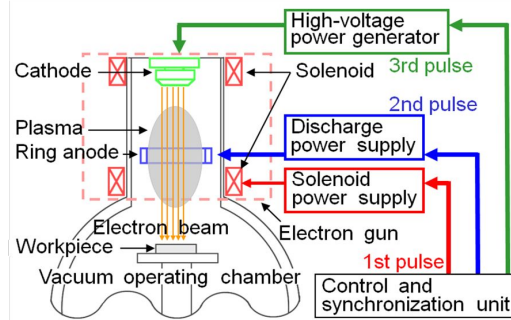 High-voltage
power generator
Cathode
Solenoid
3rd pulse
2nd pulse
Plasma
Ring anode
Discharge
power supply
Solenoid
power supply
Electron beam
Electron gun
Workpiece
1st pulse
Vacuum operating chamber
Control and
synchronization unit